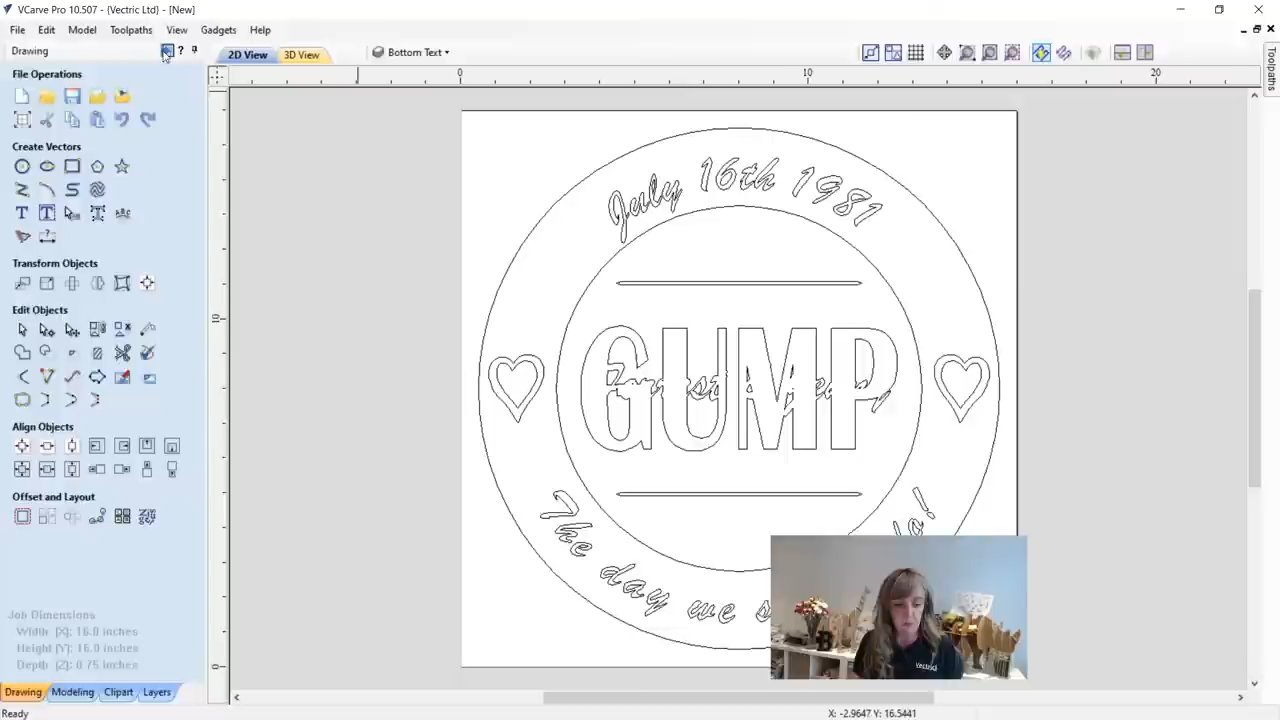 VCarve Pro 10.507 - {Vectric Ltd} - [New]
File Edit Model Toolpaths View Gadgets Help
Drawing
2D View 3D View Bottom Text
Toolpaths
File Operations
0 10 20
Create Vectors
July 16th 1981
Transform Objects
Edit Objects
10
GUMP
Align Objects
Offset and Layout
The day we s
Job Dimensions
Width (X): 16.0 inches
Height (Y): 16.0 inches
Depth (Z): 0.75 inches
Vectric
0
Drawing Modeling Clipart Layers
Ready X: -2.9647 Y: 16.5441